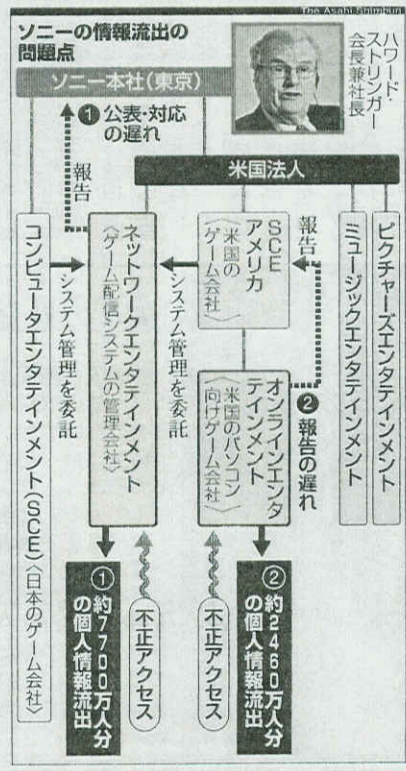 The Asahi Shimbun
ソニーの情報流出の
問題点
ソニー本社(東京)
ハワード・
ストリンガー
会長兼社長
❶公表・対応
の遅れ
報告
米国法人
ピクチャーズエンタテインメント
ミュージックエンタテインメント
報告
SCE
アメリカ
〈米国の
ゲーム会社〉
システム管理を委託
ネットワークエンタテインメント
〈ゲーム配信システムの管理会社〉
システム管理を委託
コンピュータエンタテインメント(SCE)〈日本のゲーム会社〉
❷報告の遅れ
オンラインエンタ
テインメント
〈米国のパソコン
向けゲーム会社〉
②約2460万人分
の個人情報流出
不正アクセス
不正アクセス
①約7700万人分
の個人情報流出